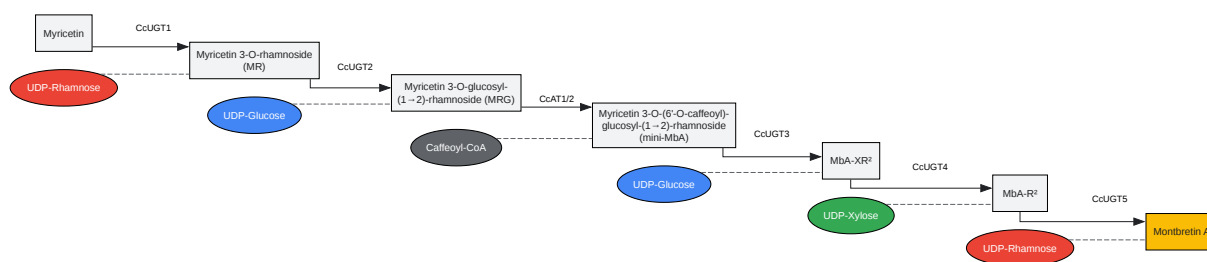 Myricetin
CcUGT1
Myricetin 3-O-rhamnoside
(MR)
UDP-Rhamnose
CcUGT2
Myricetin 3-O-glucosyl-
(1→2)-rhamnoside (MRG)
UDP-Glucose
CcAT1/2
Myricetin 3-O-(6'-O-caffeoyl)-
glucosyl-(1→2)-rhamnoside
(mini-MbA)
Caffeoyl-CoA
CcUGT3
MbA-XR²
UDP-Glucose
CcUGT4
MbA-R²
UDP-Xylose
CcUGT5
Montbretin A
UDP-Rhamnose